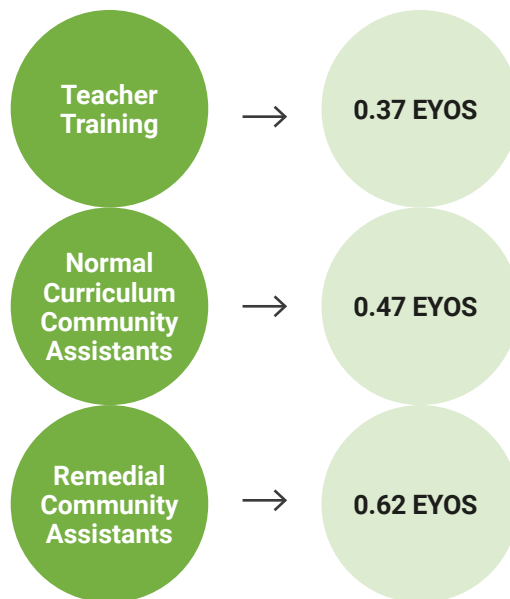 Teacher
Training
0.37 EYOS
Normal
Curriculum
Community
Assistants
0.47 EYOS
Remedial
Community
Assistants
0.62 EYOS